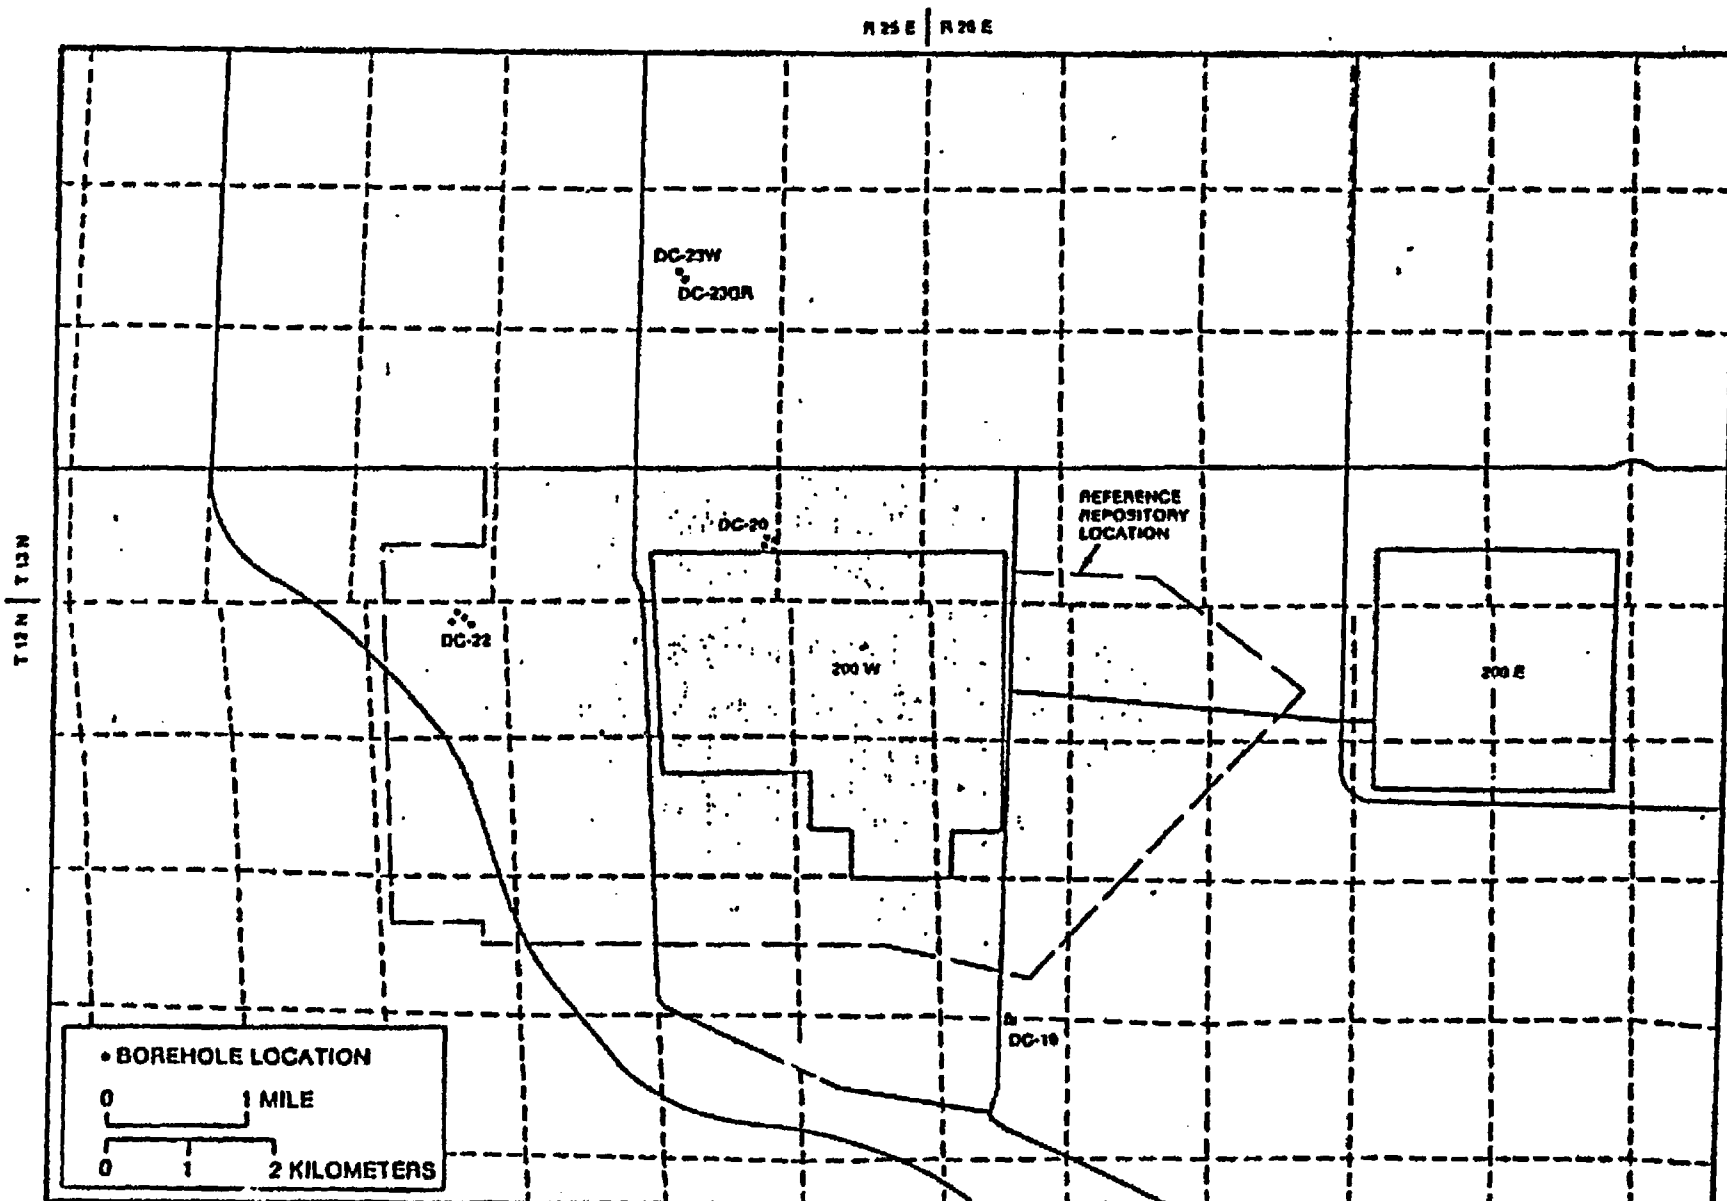 R 25 E | R 26 E
DC-23W
DC-23GR
REFERENCE
REPOSITORY
LOCATION
DC-20
T 12 N | T 13 N
DC-22
200 W
200 E
DC-19
• BOREHOLE LOCATION
0 1 MILE
0 1 2 KILOMETERS